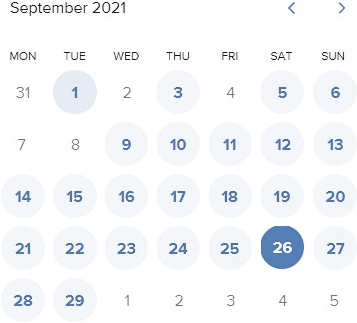 September 2021
MON TUE WED THU FRI SAT SUN
31 1 2 3 4 5 6
7 8 9 10 11 12 13
14 15 16 17 18 19 20
21 22 23 24 25 26 27
28 29 1 2 3 4 5